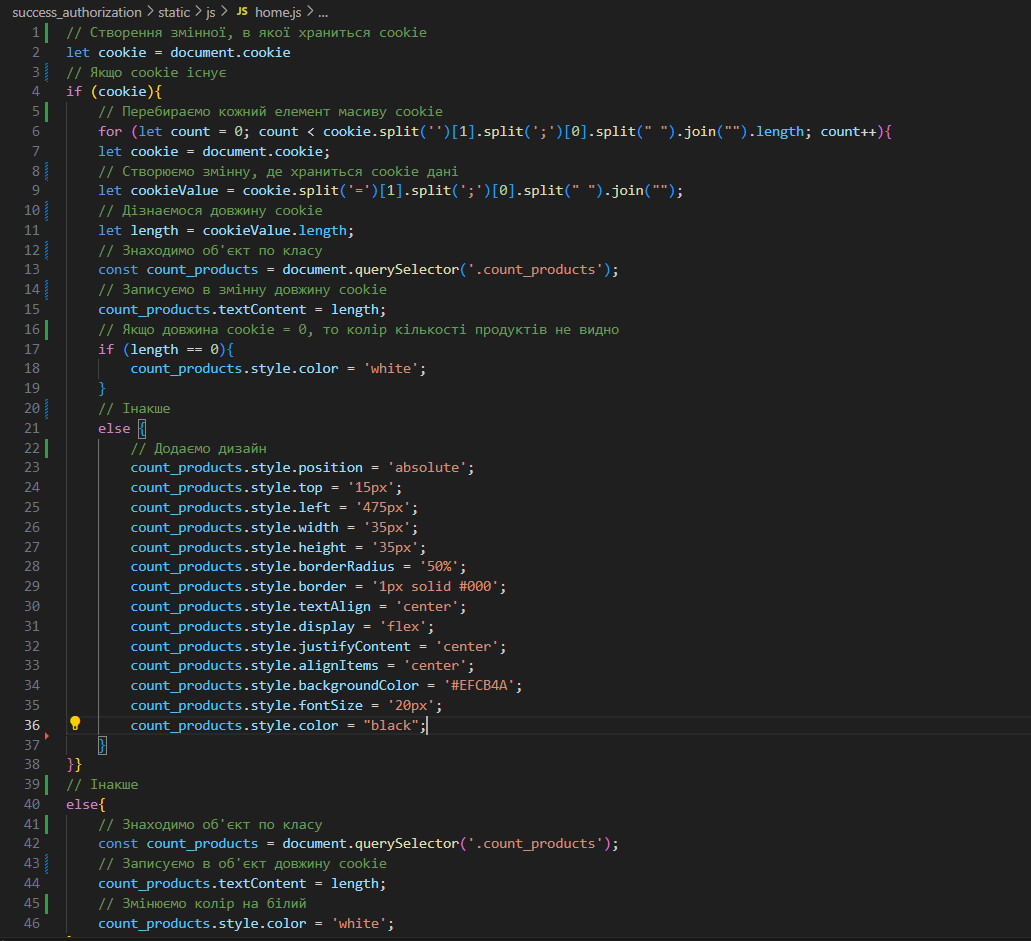 success_authorization > static > js > JS home.js > ...
1 // Створення змінної, в якої храниться cookie
2 let cookie = document.cookie
3 // Якщо cookie існує
4 if (cookie){
5 // Перебираємо кожний елемент масиву cookie
6 for (let count = 0; count < cookie.split('')[1].split(';')[0].split(" ").join("").length; count++){
7 let cookie = document.cookie;
8 // Створюємо змінну, де храниться cookie дані
9 let cookieValue = cookie.split('=')[1].split(';')[0].split(" ").join("");
10 // Дізнаємося довжину cookie
11 let length = cookieValue.length;
12 // Знаходимо об'єкт по класу
13 const count_products = document.querySelector('.count_products');
14 // Записуємо в змінну довжину cookie
15 count_products.textContent = length;
16 // Якщо довжина cookie = 0, то колір кількості продуктів не видно
17 if (length == 0){
18 count_products.style.color = 'white';
19 }
20 // Інакше
21 else {
22 // Додаємо дизайн
23 count_products.style.position = 'absolute';
24 count_products.style.top = '15px';
25 count_products.style.left = '475px';
26 count_products.style.width = '35px';
27 count_products.style.height = '35px';
28 count_products.style.borderRadius = '50%';
29 count_products.style.border = '1px solid #000';
30 count_products.style.textAlign = 'center';
31 count_products.style.display = 'flex';
32 count_products.style.justifyContent = 'center';
33 count_products.style.alignItems = 'center';
34 count_products.style.backgroundColor = '#EFCB4A';
35 count_products.style.fontSize = '20px';
36 count_products.style.color = "black";
37 }
38 }}
39 // Інакше
40 else{
41 // Знаходимо об'єкт по класу
42 const count_products = document.querySelector('.count_products');
43 // Записуємо в об'єкт довжину cookie
44 count_products.textContent = length;
45 // Змінюємо колір на білий
46 count_products.style.color = 'white';